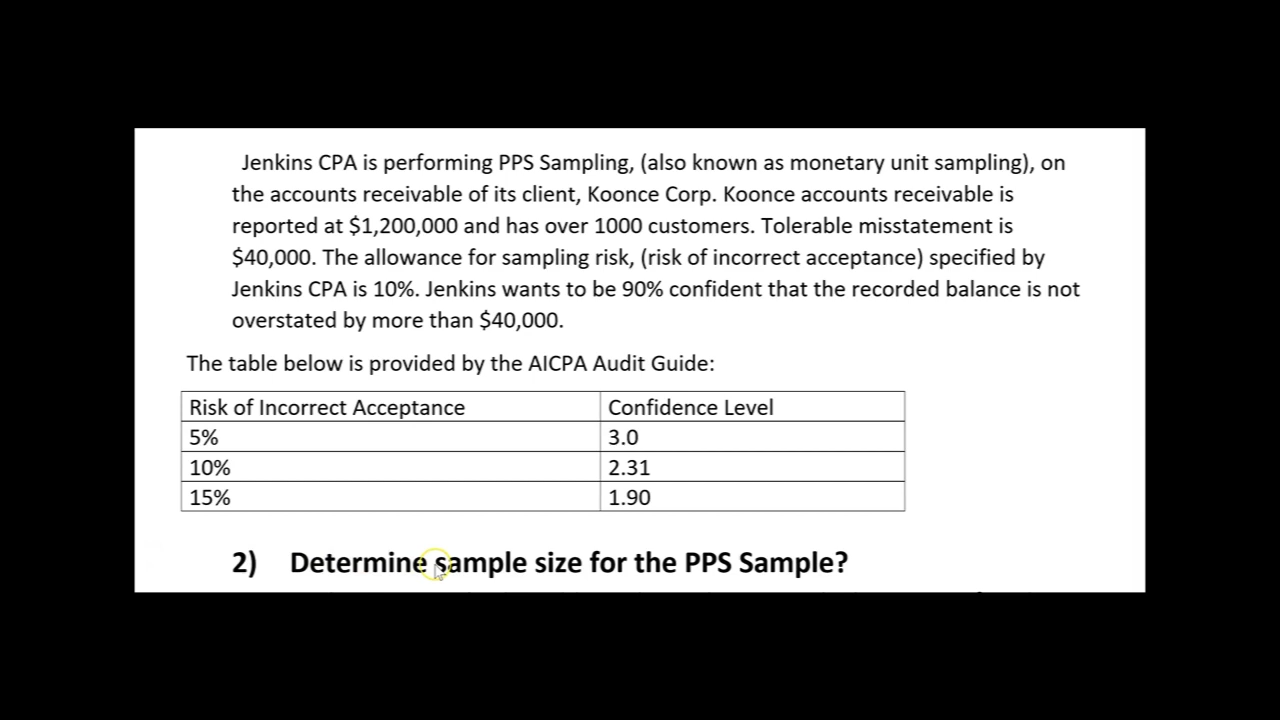 Jenkins CPA is performing PPS Sampling, (also known as monetary unit sampling), on
the accounts receivable of its client, Koonce Corp. Koonce accounts receivable is
reported at $1,200,000 and has over 1000 customers. Tolerable misstatement is
$40,000. The allowance for sampling risk, (risk of incorrect acceptance) specified by
Jenkins CPA is 10%. Jenkins wants to be 90% confident that the recorded balance is not
overstated by more than $40,000.
The table below is provided by the AICPA Audit Guide:
Risk of Incorrect Acceptance Confidence Level
5% 3.0
10% 2.31
15% 1.90
2) Determine sample size for the PPS Sample?